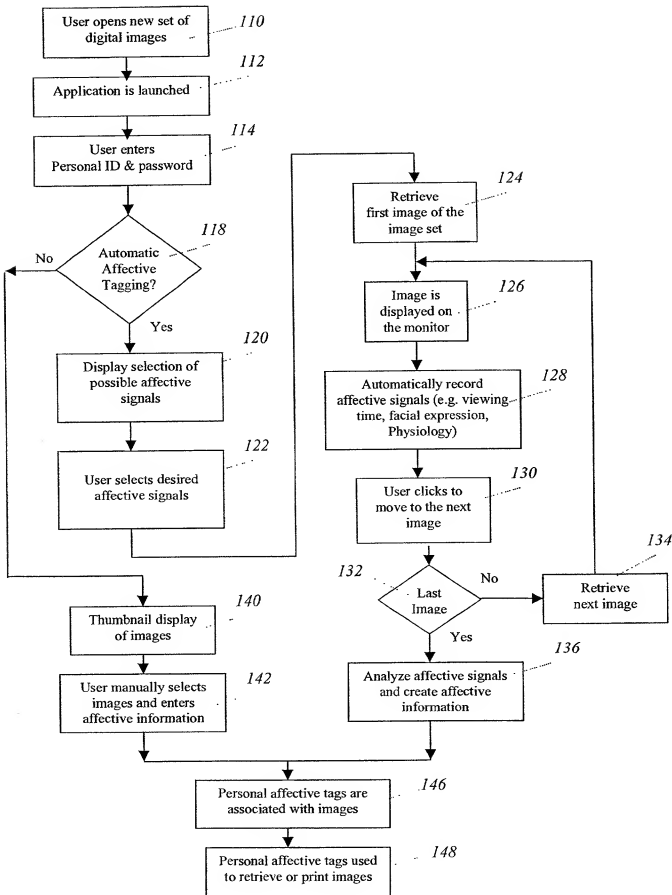 User opens new set of
digital images
110
112
Application is launched
114
User enters
Personal ID & password
118
No
Automatic
Affective
Tagging?
Yes
120
Display selection of
possible affective
signals
122
User selects desired
affective signals
124
Retrieve
first image of the
image set
126
Image is
displayed on
the monitor
128
Automatically record
affective signals (e.g. viewing
time, facial expression,
Physiology)
130
User clicks to
move to the next
image
132
Last
Image
No
134
Retrieve
next image
Yes
136
Analyze affective signals
and create affective
information
140
Thumbnail display
of images
142
User manually selects
images and enters
affective information
146
Personal affective tags are
associated with images
148
Personal affective tags used
to retrieve or print images